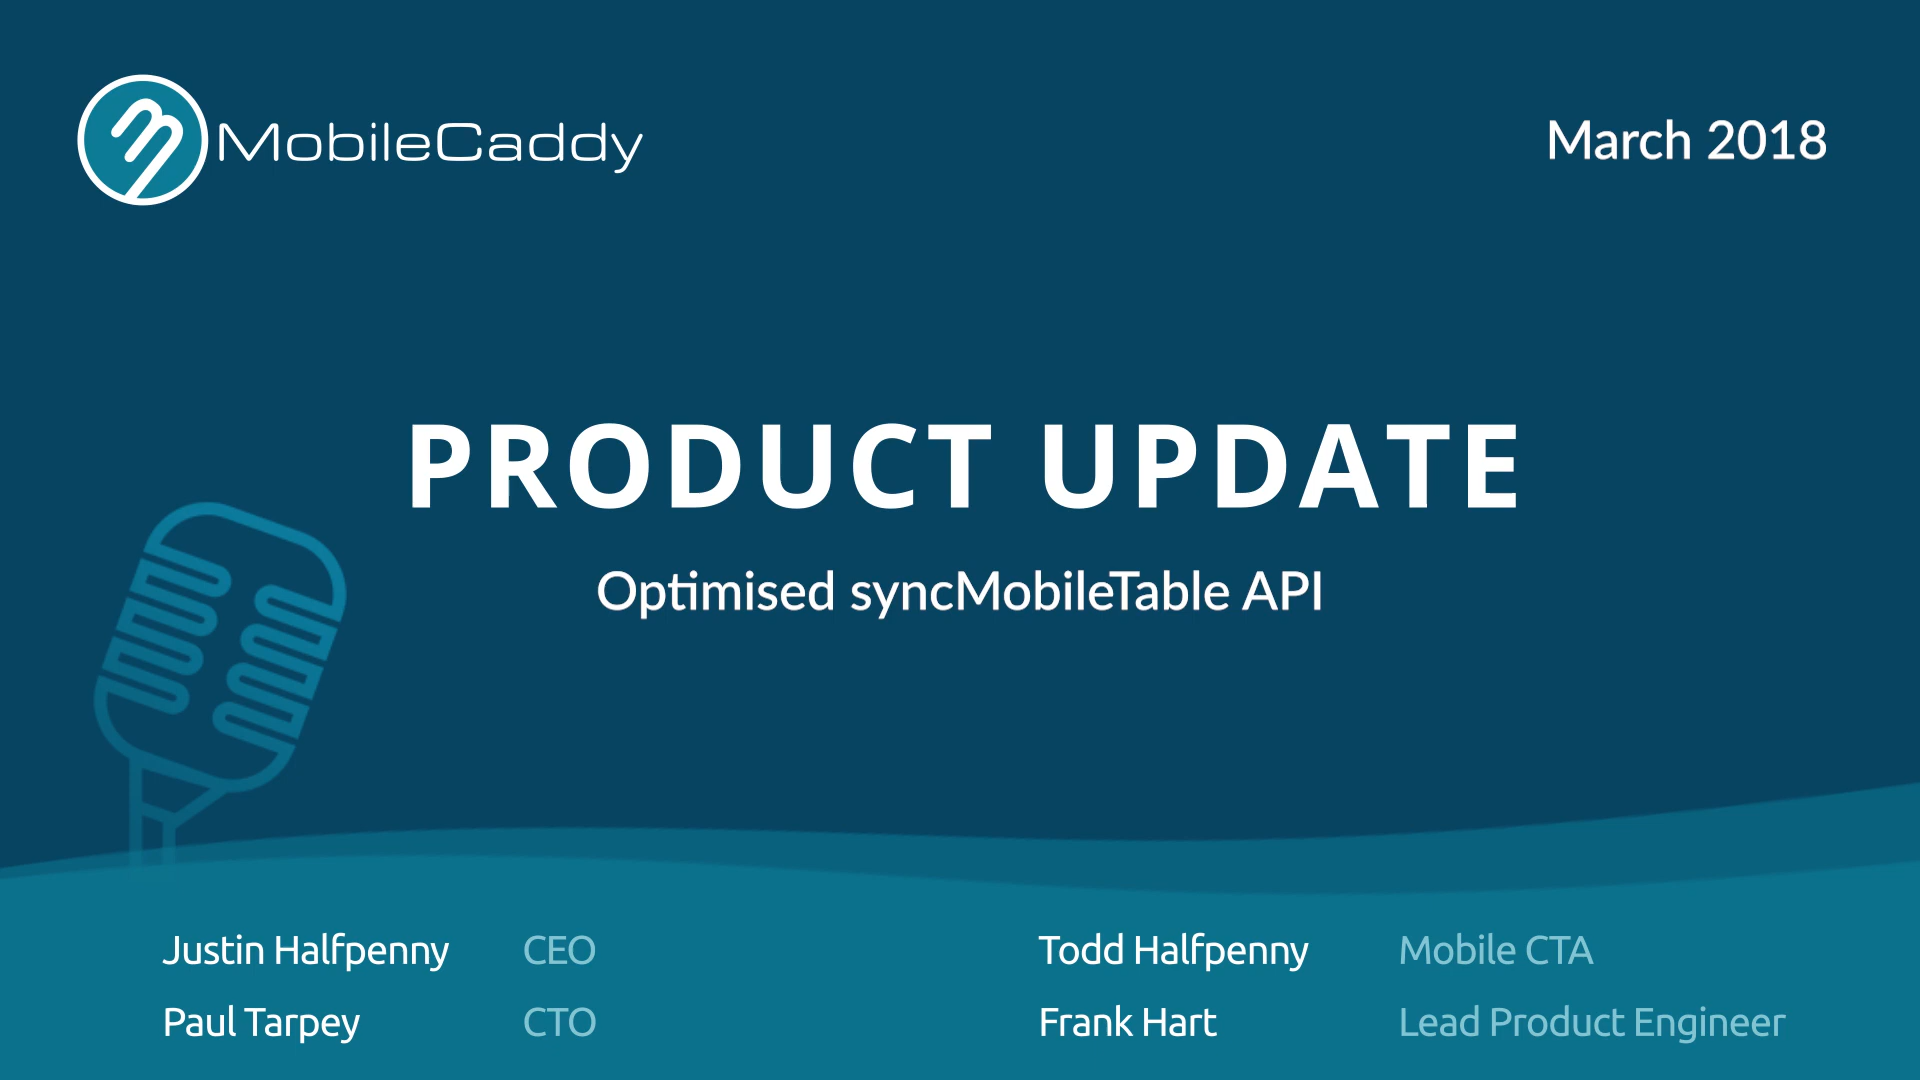 MobileCaddy
March 2018
PRODUCT UPDATE
Optimised syncMobileTable API
Justin Halfpenny CEO
Paul Tarpey CTO
Todd Halfpenny Mobile CTA
Frank Hart Lead Product Engineer